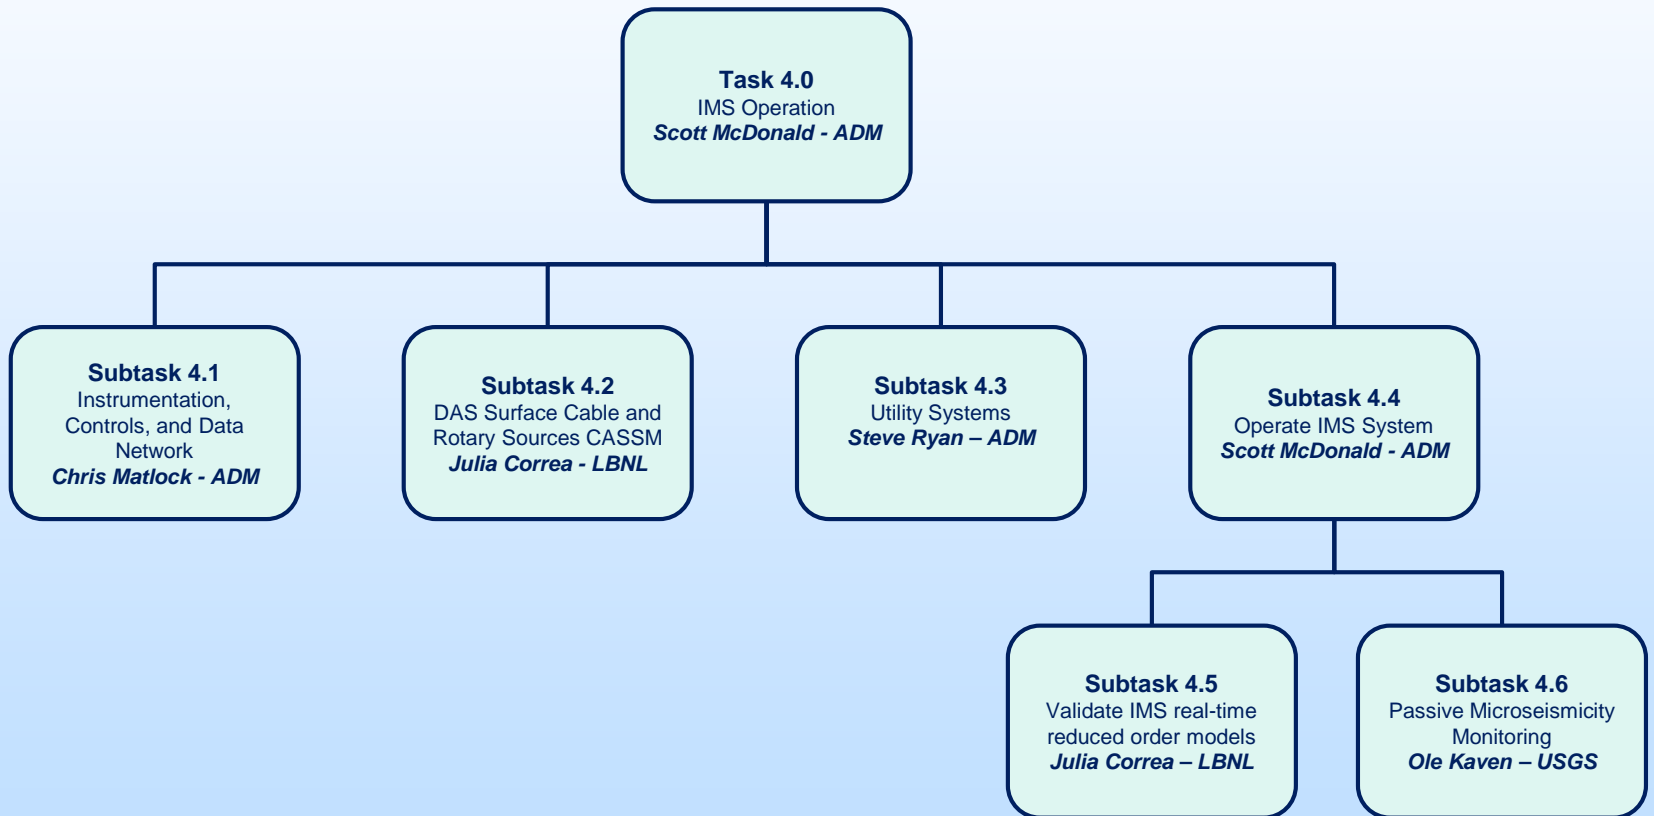 Task 4.0
IMS Operation
Scott McDonald - ADM
Subtask 4.1
Instrumentation,
Controls, and Data
Network
Chris Matlock - ADM
Subtask 4.2
DAS Surface Cable and
Rotary Sources CASSM
Julia Correa - LBNL
Subtask 4.3
Utility Systems
Steve Ryan – ADM
Subtask 4.4
Operate IMS System
Scott McDonald - ADM
Subtask 4.5
Validate IMS real-time
reduced order models
Julia Correa – LBNL
Subtask 4.6
Passive Microseismicity
Monitoring
Ole Kaven – USGS